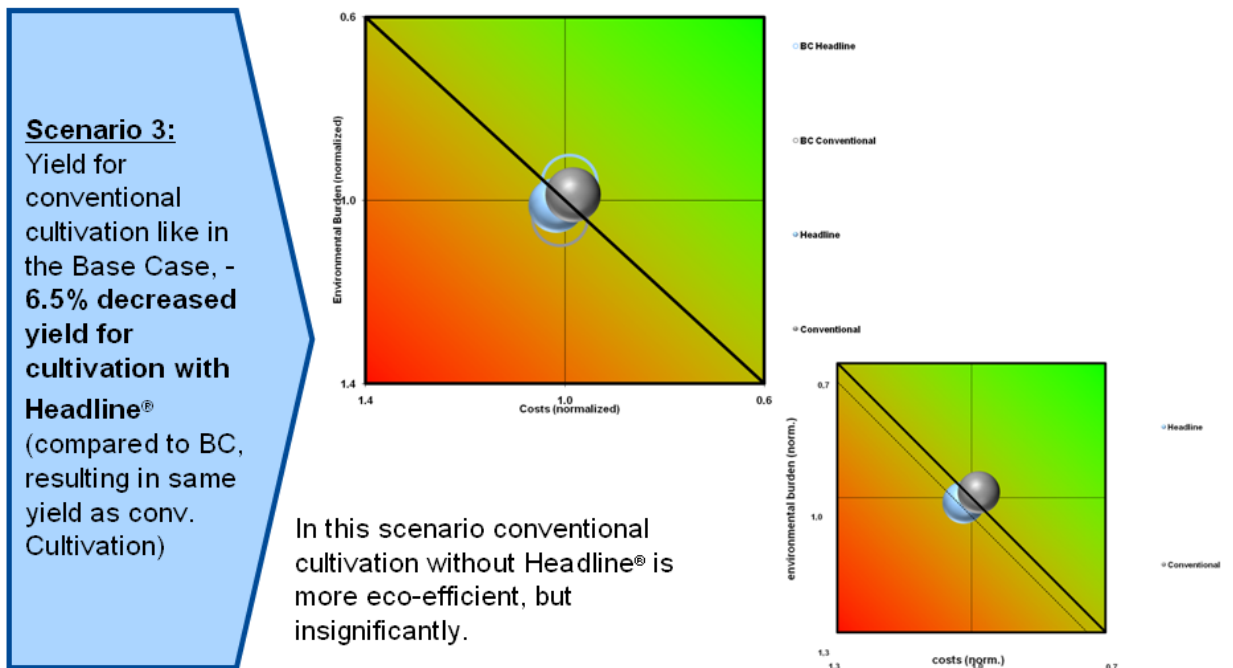 Scenario 3:
Yield for
conventional
cultivation like in
the Base Case, -
6.5% decreased
yield for
cultivation with
Headline®
(compared to BC,
resulting in same
yield as conv.
Cultivation)
0.6
Environmental Burden (normalized)
1.0
1.4
1.4
1.0
0.6
Costs (normalized)
BC Headline
BC Conventional
Headline
Conventional
In this scenario conventional
cultivation without Headline® is
more eco-efficient, but
insignificantly.
0.7
environmental burden (norm.)
1.0
1.3
1.3
1.0
0.7
costs (norm.)
Headline
Conventional